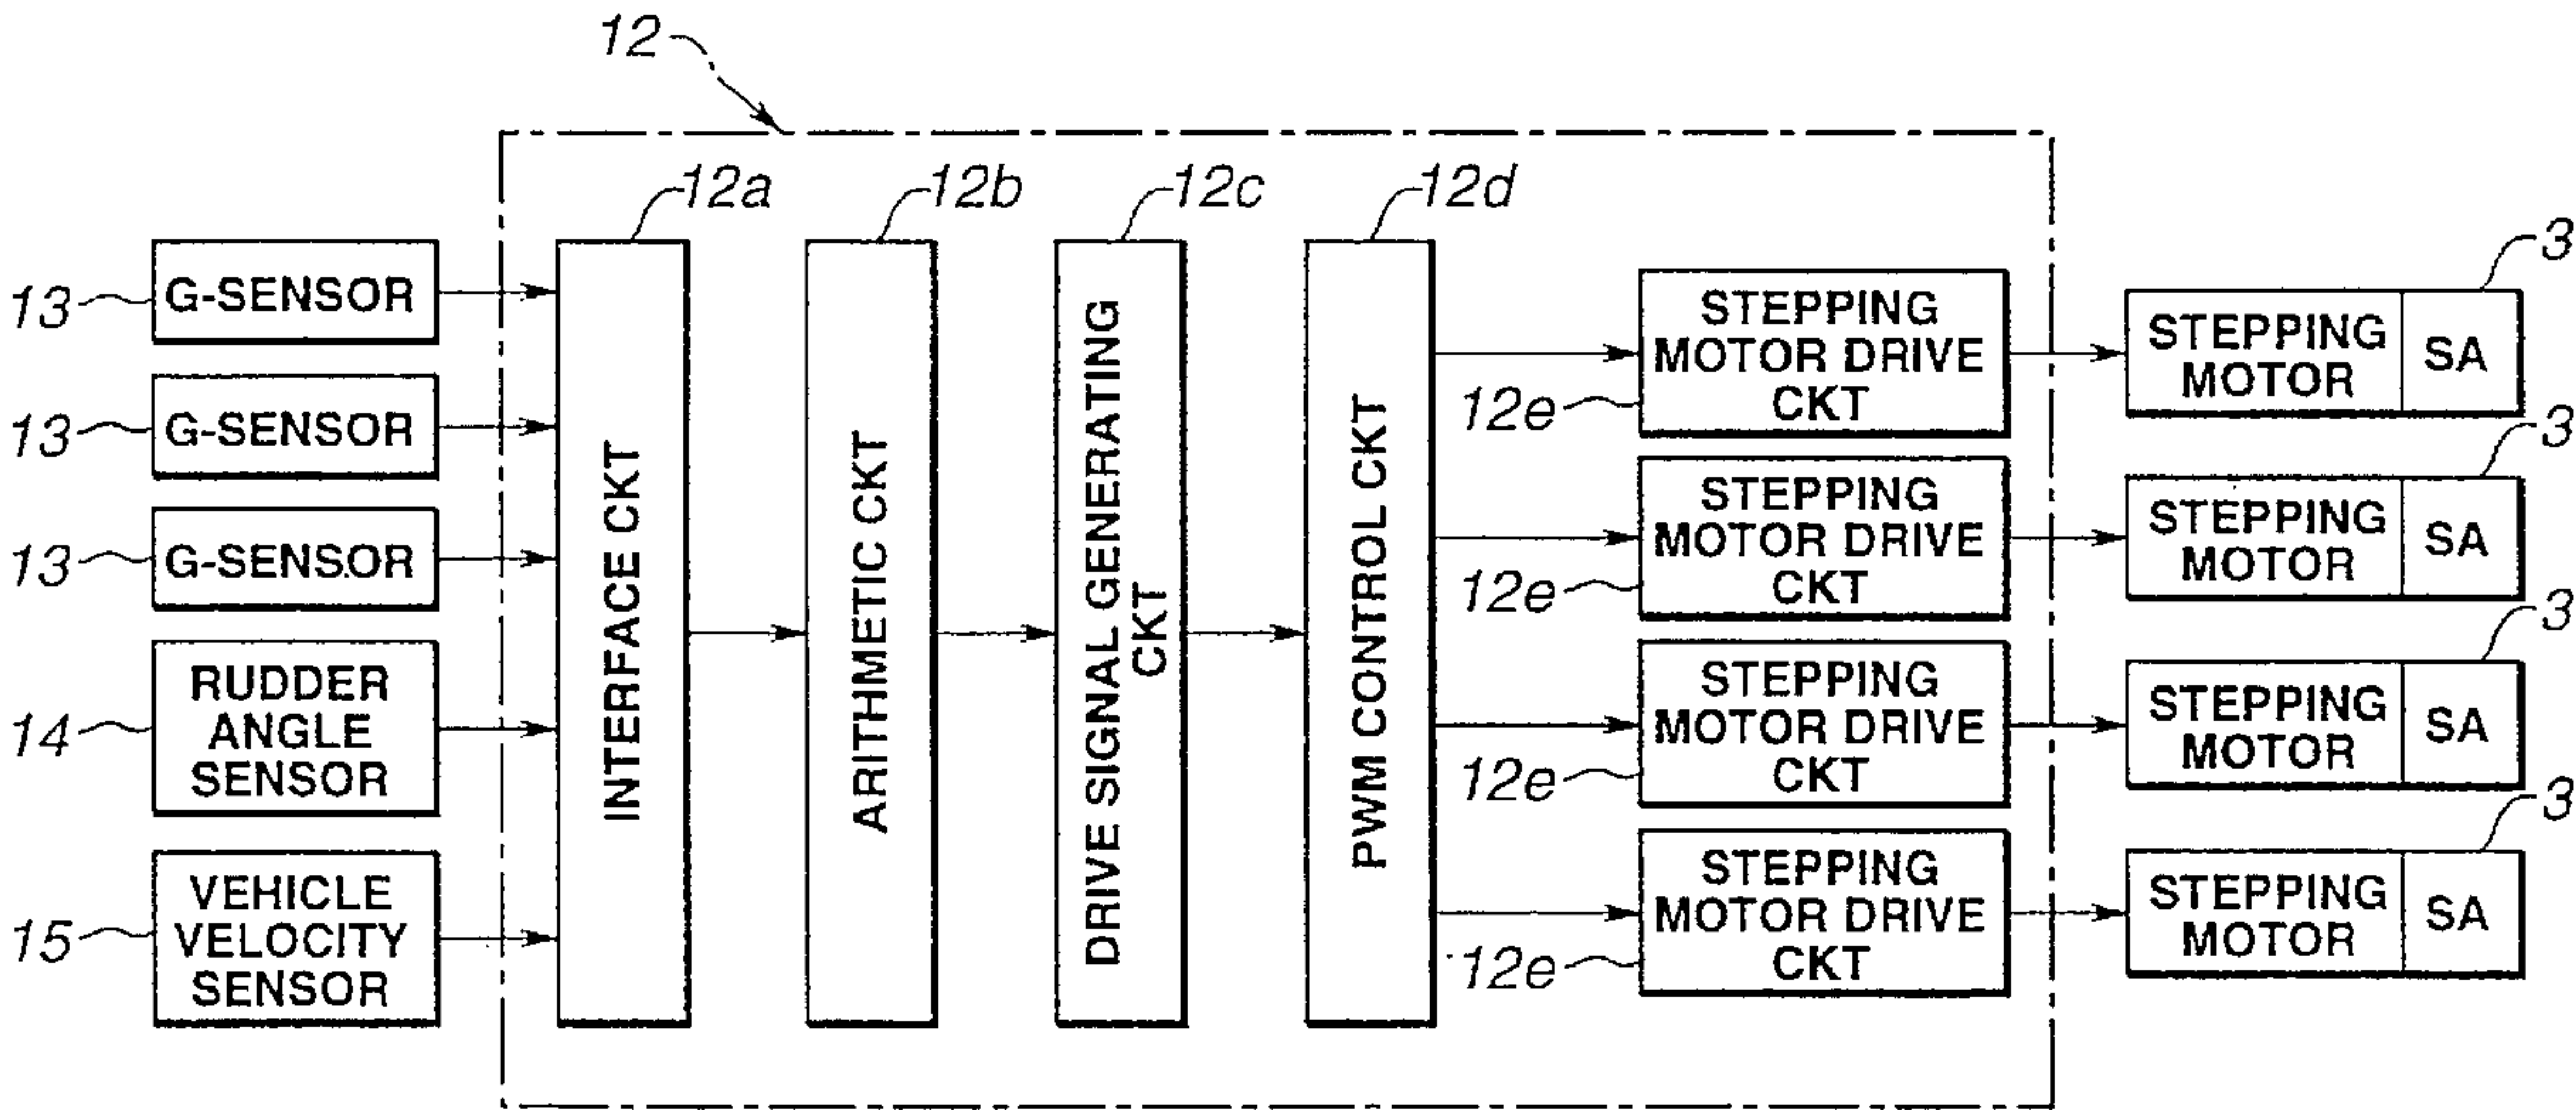 12
12a
12b
12c
12d
13
G-SENSOR
13
G-SENSOR
13
G-SENSOR
14
RUDDER
ANGLE
SENSOR
15
VEHICLE
VELOCITY
SENSOR
INTERFACE CKT
ARITHMETIC CKT
DRIVE SIGNAL GENERATING
CKT
PWM CONTROL CKT
STEPPING
MOTOR DRIVE
CKT
12e
STEPPING
MOTOR DRIVE
CKT
12e
STEPPING
MOTOR DRIVE
CKT
12e
STEPPING
MOTOR DRIVE
CKT
12e
3
STEPPING
MOTOR
SA
3
STEPPING
MOTOR
SA
3
STEPPING
MOTOR
SA
3
STEPPING
MOTOR
SA